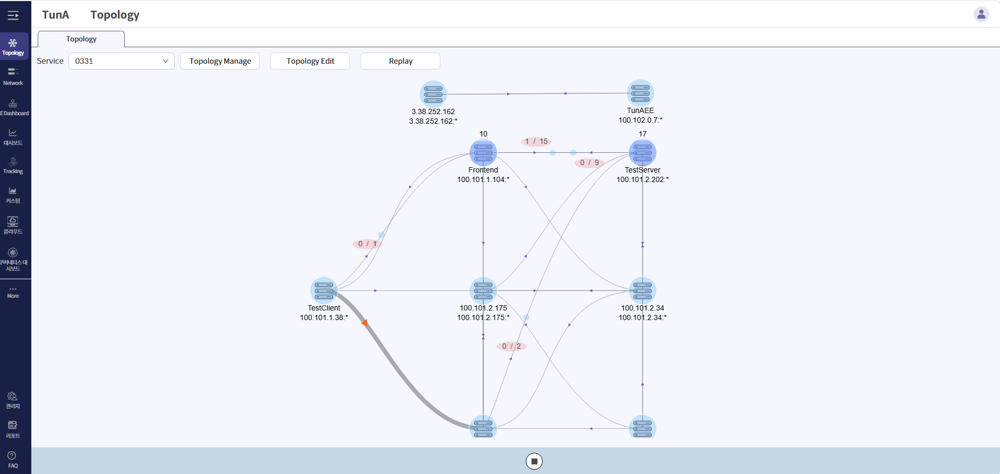 TunA Topology
Topology
Service 0331 Topology Manage Topology Edit Replay
Topology
Network
E Dashboard
대시보드
Tracking
커스텀
클라우드
쿠버네티스 대
시보드
More
관리자
리포트
FAQ
3.38.252.162
3.38.252.162:*
TunAEE
100.102.0.7:*
10
17
1 / 15
0 / 9
Frontend
100.101.1.104:*
TestServer
100.101.2.202:*
0 / 1
TestClient
100.101.1.38:*
100.101.2.175
100.101.2.175:*
100.101.2.34
100.101.2.34:*
0 / 2